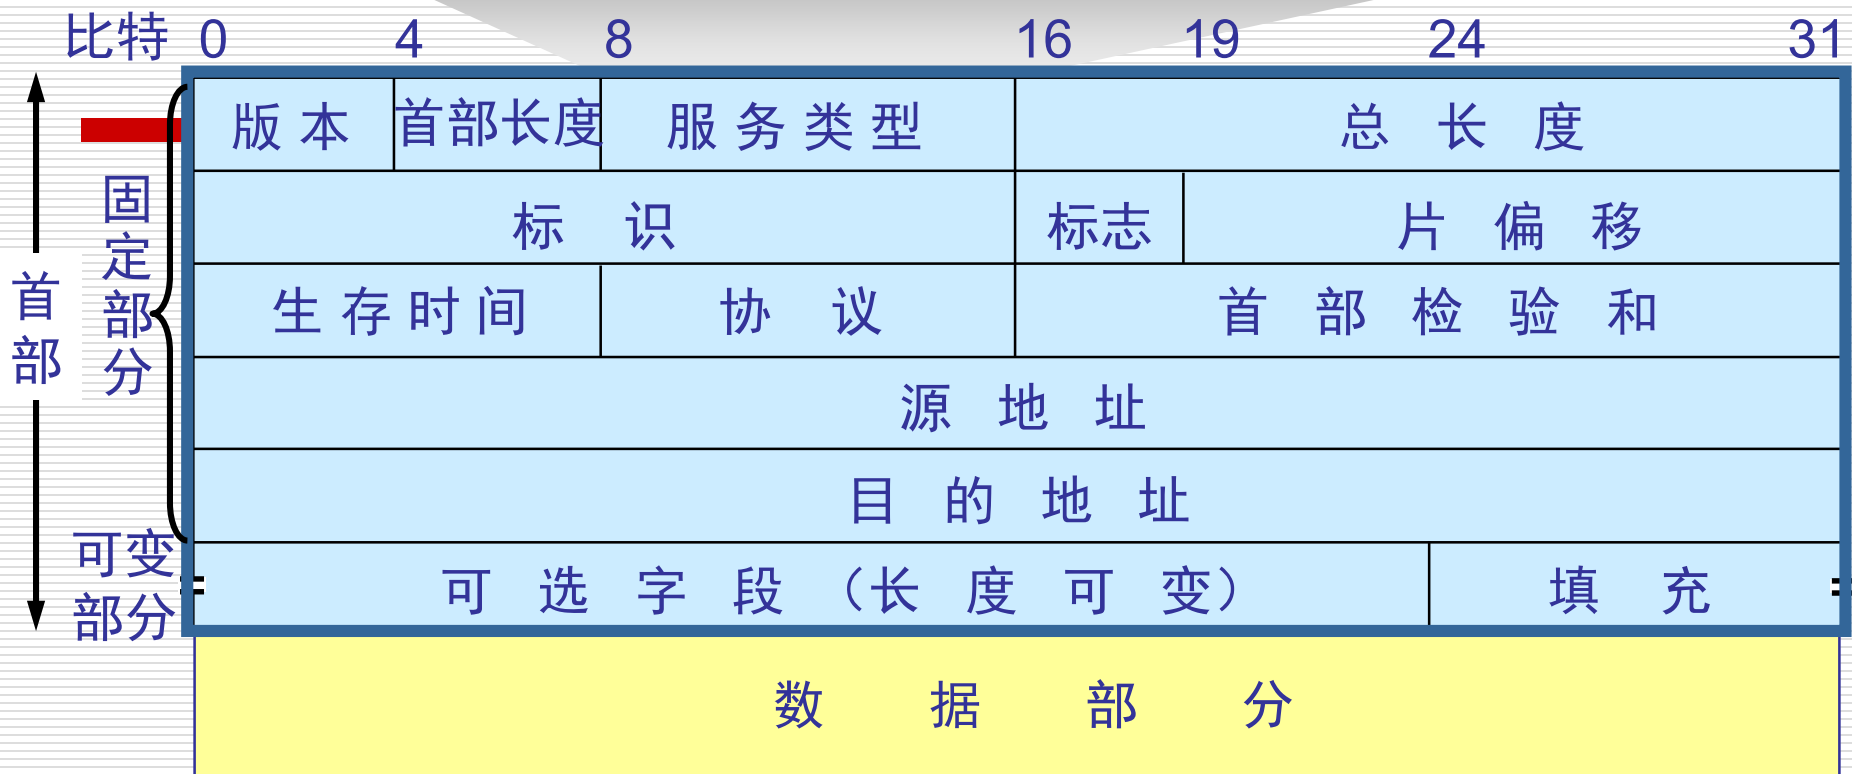 比特 0 4 8 16 19 24 31
版本 首部长度 服务类型 总长度
标识 标志 片偏移
生存时间 协议 首部检验和
源地址
目的地址
可选字段（长度可变） 填充
数据部分
首部
固定部分
可变
部分